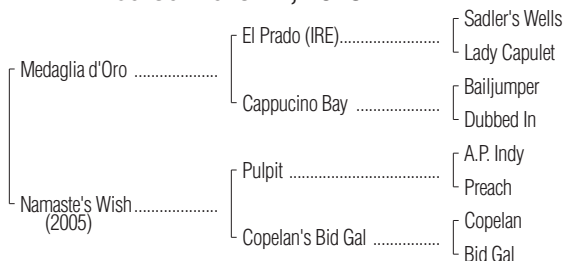 Sadler's Wells
El Prado (IRE)
Lady Capulet
Medaglia d'Oro
Bailjumper
Cappucino Bay
Dubbed In
A.P. Indy
Pulpit
Preach
Namaste's Wish
(2005)
Copelan
Copelan's Bid Gal
Bid Gal